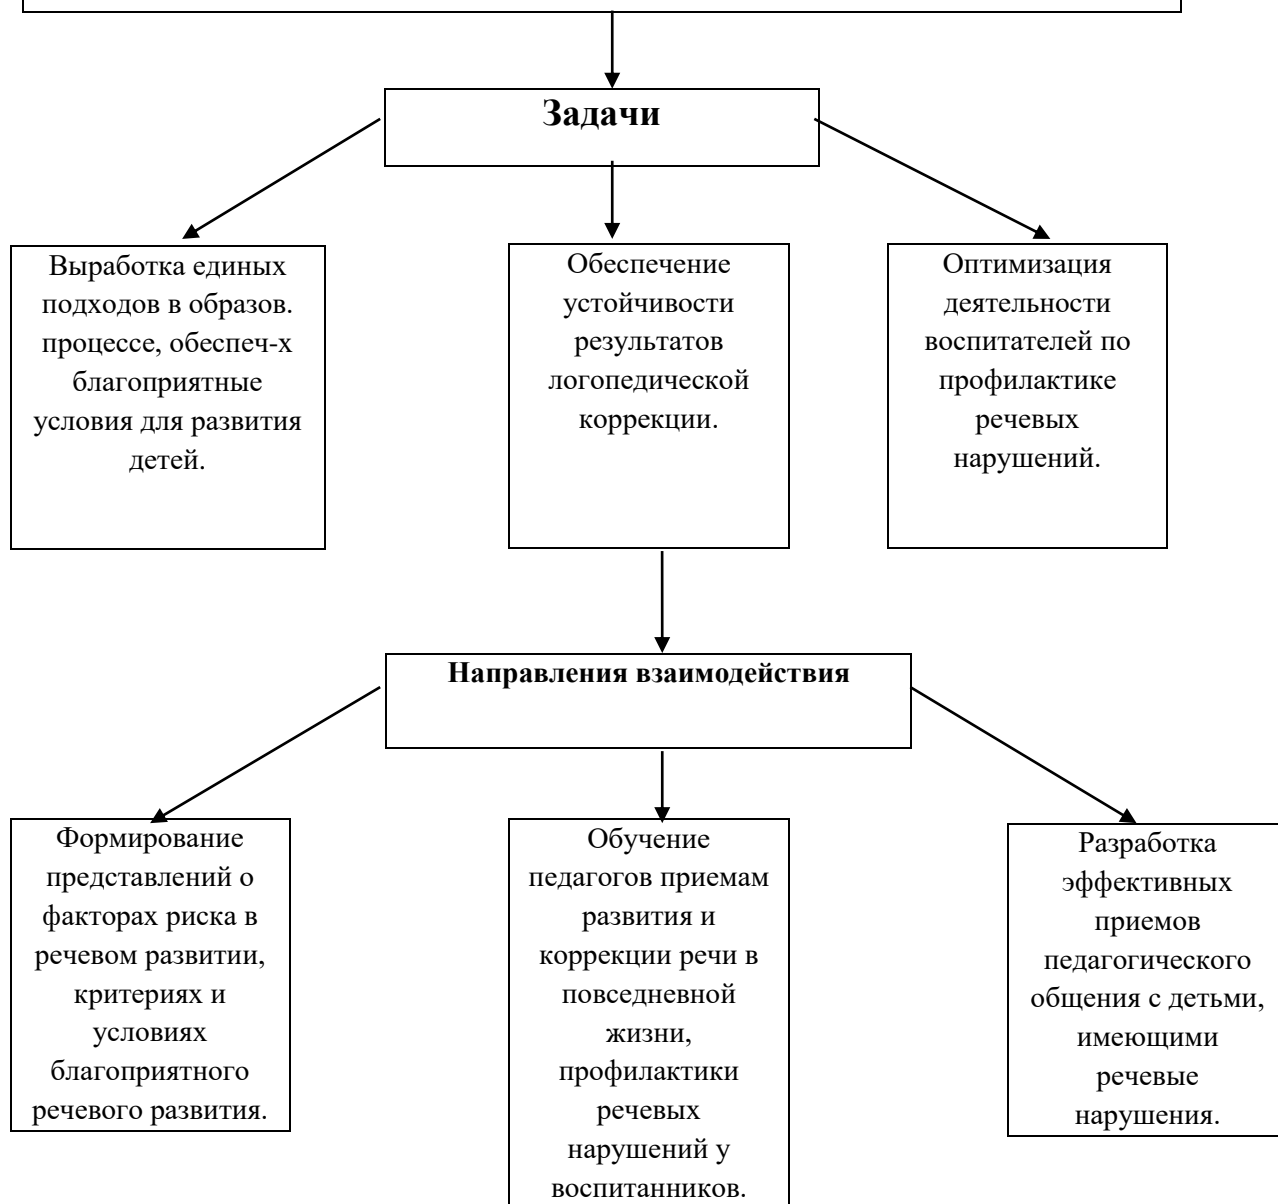 Задачи
Выработка единых
подходов в образов.
процессе, обеспеч-х
благоприятные
условия для развития
детей.
Обеспечение
устойчивости
результатов
логопедической
коррекции.
Оптимизация
деятельности
воспитателей по
профилактике
речевых
нарушений.
Направления взаимодействия
Формирование
представлений о
факторах риска в
речевом развитии,
критериях и
условиях
благоприятного
речевого развития.
Обучение
педагогов приемам
развития и
коррекции речи в
повседневной
жизни,
профилактики
речевых
нарушений у
воспитанников.
Разработка
эффективных
приемов
педагогического
общения с детьми,
имеющими
речевые
нарушения.